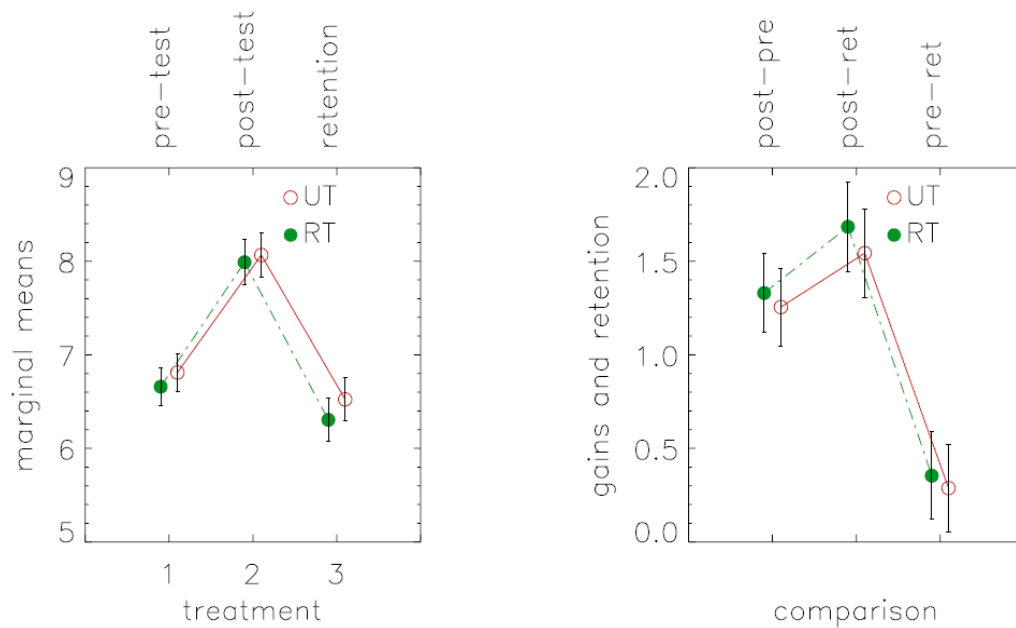 pre-test
post-test
retention
marginal means
9
8
7
6
5
UT
RT
1 2 3
treatment
post-pre
post-ret
pre-ret
gains and retention
2.0
1.5
1.0
0.5
0.0
UT
RT
comparison